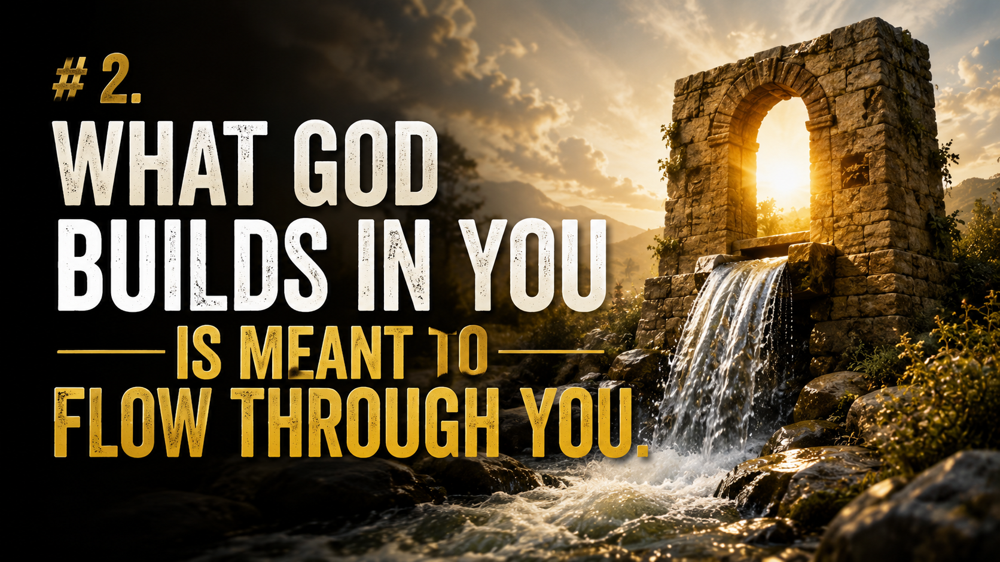 # 2.
WHAT GOD
BUILDS IN YOU
IS MEANT TO
FLOW THROUGH YOU.